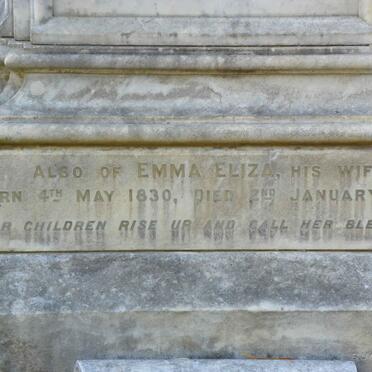 ALSO OF EMMA ELIZA, HIS WIF
RN 4TH MAY 1830, DIED 2ND JANUARY
R CHILDREN RISE UP AND CALL HER BLE